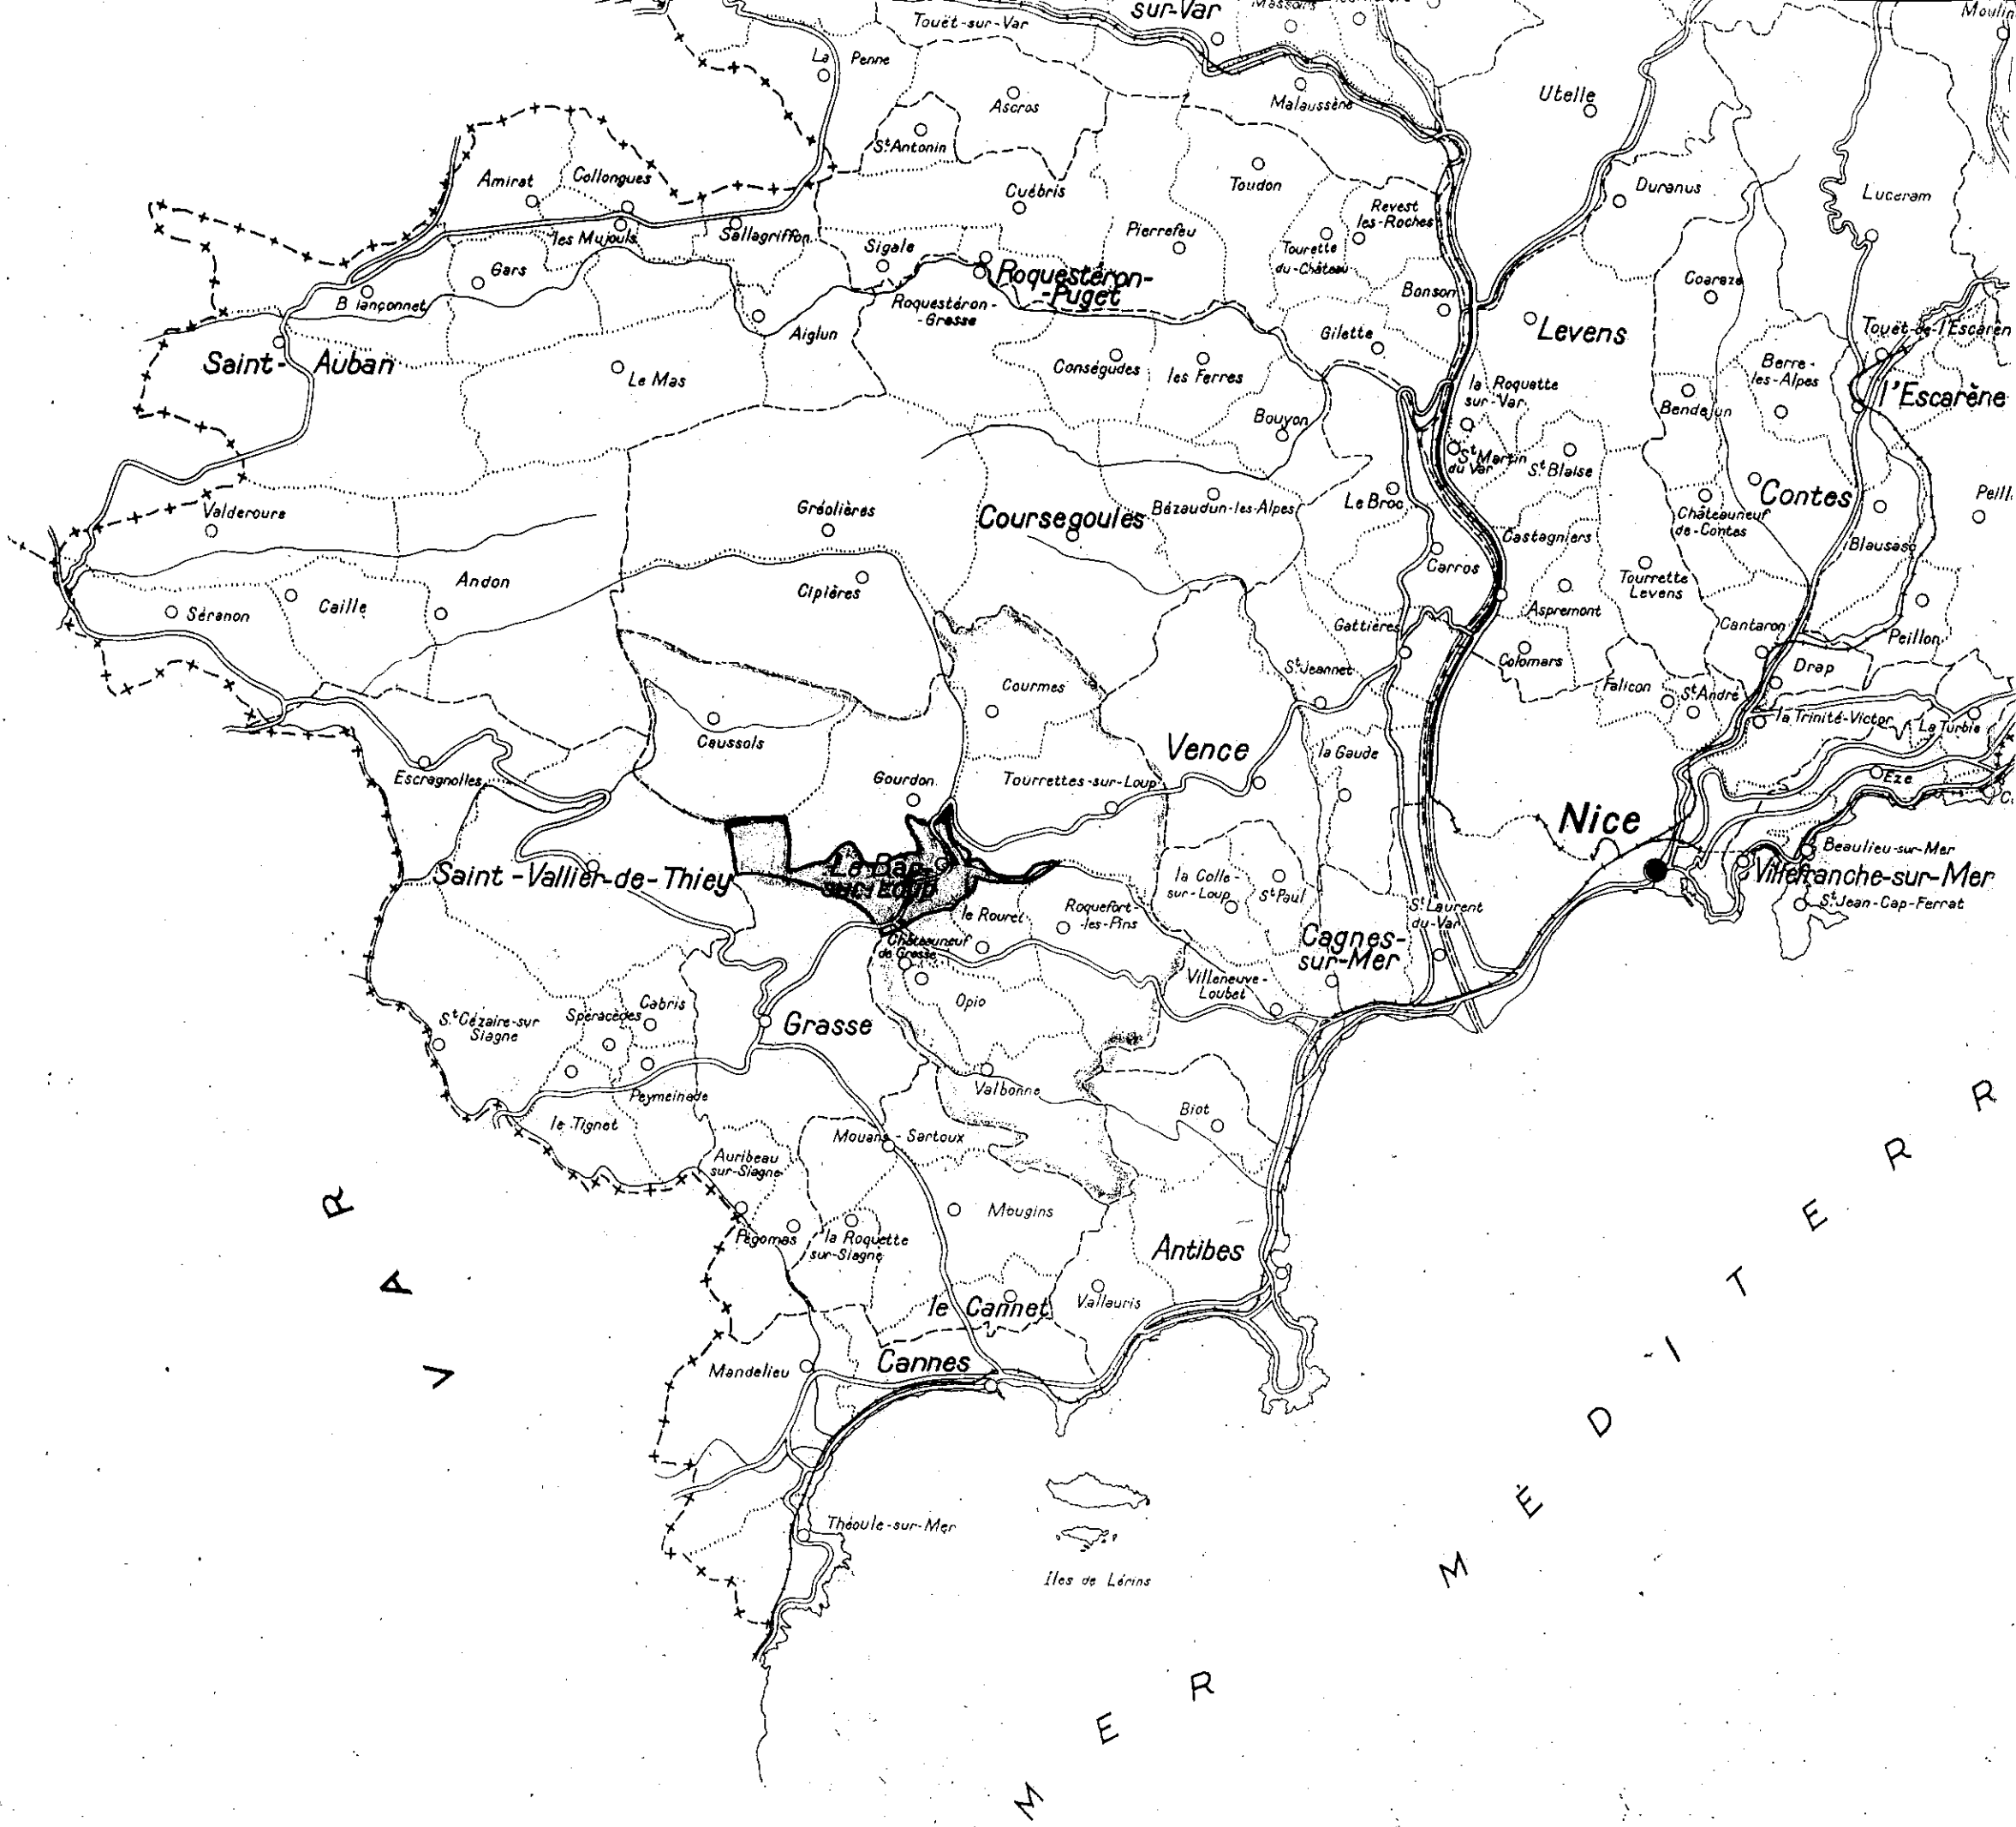 Touët-sur-Var
sur-Var
La Penne
Ascros
Malaussène
Utelle
St Antonin
Amirat
Collongues
Cuébris
Toudon
Duranus
Luceram
Revest
les-Roches
les Mujouls
Sallagriffon
Sigale
Pierrefeu
Tourette
du-Château
Gars
Roquestéron-
-Puget
Coaraze
Bonson
Blançonnet
Roquestéron-
-Grasse
Aiglun
Gilette
Levens
Touët-de-l'Escarèn
Saint-Auban
Le Mas
Conségudes
les Ferres
Berre-
les-Alpes
la Roquette
sur-Var
l'Escarène
Bendejun
Bouyon
St Martin
du Var
St Blaise
Valderoure
Gréolières
Coursegoules
Bézaudun-les-Alpes
Le Broc
Contes
Peill
Châteauneuf
de-Contes
Castagniers
Blausasc
Andon
Cipières
Carros
Tourrette
Levens
Séranon
Caille
Aspremont
Gattières
Cantaron
Peillon
Colomars
St Jeannet
Drap
Courmes
Falicon
St André
la Trinité-Victor
La Turbie
Caussols
Vence
la Gaude
Escragnolles
Gourdon
Tourrettes-sur-Loup
Eze
Nice
Beaulieu-sur-Mer
Saint-Vallier-de-Thiey
Le Bar-
sur-Loup
la Colle-
sur-Loup
St Paul
Villefranche-sur-Mer
St Jean-Cap-Ferrat
le Rouret
Roquefort-
-les-Pins
St Laurent
du-Var
Châteauneuf
de Grasse
Cagnes-
sur-Mer
Villeneuve-
Loubet
Opio
Cabris
Spéracèdes
St Cézaire-sur
Siagne
Grasse
Valbonne
Peymeinade
Biot
le Tignet
Mouans-Sartoux
Auribeau
sur-Siagne
Mougins
Pégomas
la Roquette
sur-Siagne
Antibes
le Cannet
Vallauris
Mandelieu
Cannes
Théoule-sur-Mer
Iles de Lérins
VAR
MER MÉDITERR